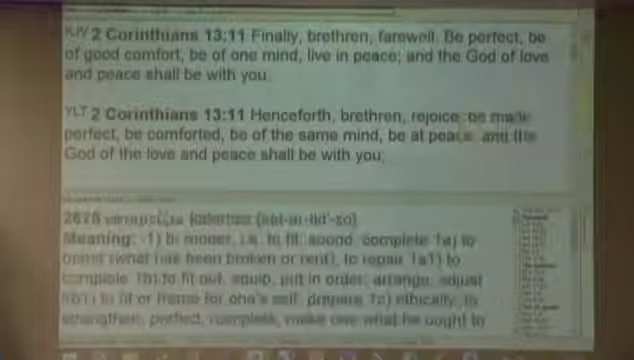 KJV 2 Corinthians 13:11 Finally, brethren, farewell. Be perfect, be
of good comfort, be of one mind, live in peace; and the God of love
and peace shall be with you.
YLT 2 Corinthians 13:11 Henceforth, brethren, rejoice; be made
perfect, be comforted, be of the same mind, be at peace, and the
God of the love and peace shall be with you;
2675
Meaning: 1) to render, i.e. to fit, sound, complete 1a) to
mend (what has been broken or rent), to repair 1a1) to
complete 1b) to fit out, equip, put in order, arrange, adjust
1b1) to fit or frame for one's self, prepare 1c) ethically: to
strengthen, perfect, complete, make one what he ought to